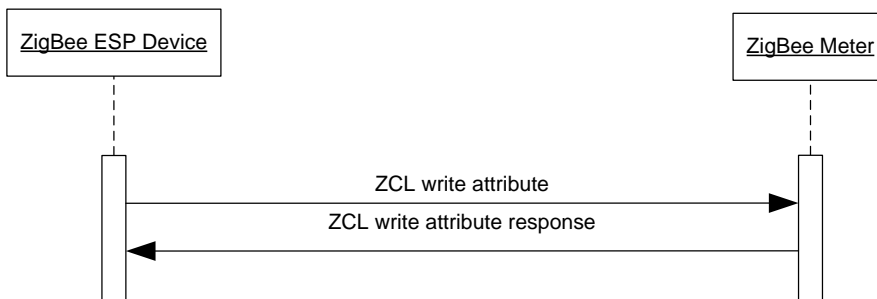 ZigBee ESP Device
ZigBee Meter
ZCL write attribute
ZCL write attribute response